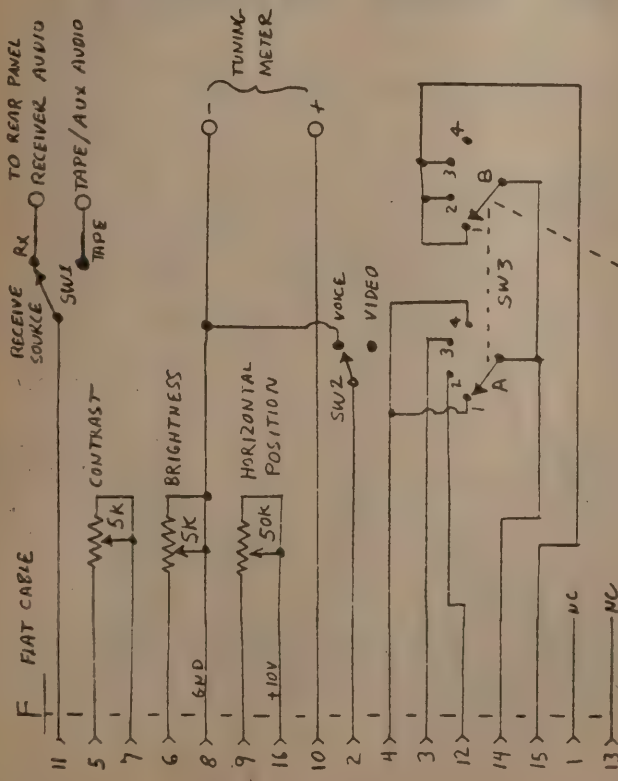 F FLAT CABLE
RECEIVE SOURCE
Rx
TO REAR PANEL
RECEIVER AUDIO
11
SW1
TAPE
TAPE/AUX AUDIO
5
CONTRAST
5K
7
6
BRIGHTNESS
5K
8
GND
-
TUNING
METER
9
HORIZONTAL
POSITION
50K
16
+10V
10
+
2
SW2
VOICE
VIDEO
4
3
12
1
2
3
4
A
SW3
1
2
3
4
B
14
15
1
NC
13
NC